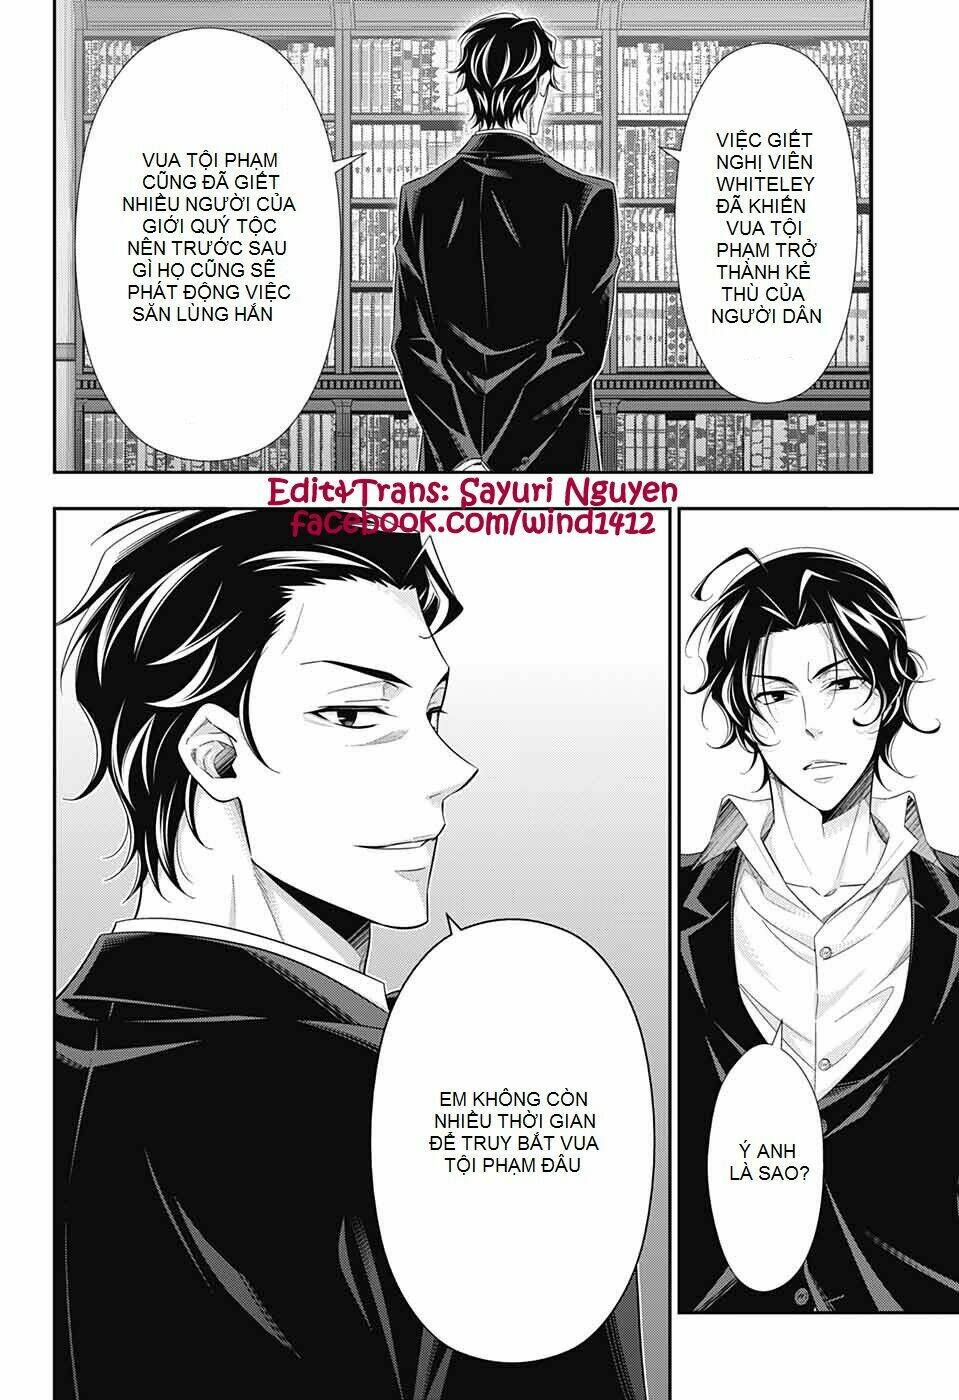 VIỆC GIẾT
NGHỊ VIÊN
WHITELEY
ĐÃ KHIẾN
VUA TỘI
PHẠM TRỞ
THÀNH KẺ
THÙ CỦA
NGƯỜI DÂN
VUA TỘI PHẠM
CŨNG ĐÃ GIẾT
NHIỀU NGƯỜI CỦA
GIỚI QUÝ TỘC
NÊN TRƯỚC SAU
GÌ HỌ CŨNG SẼ
PHÁT ĐỘNG VIỆC
SĂN LÙNG HẮN
Edit&Trans: Sayuri Nguyen
facebook.com/wind1412
Ý ANH
LÀ SAO?
EM KHÔNG CÒN
NHIỀU THỜI GIAN
ĐỂ TRUY BẮT VUA
TỘI PHẠM ĐÂU